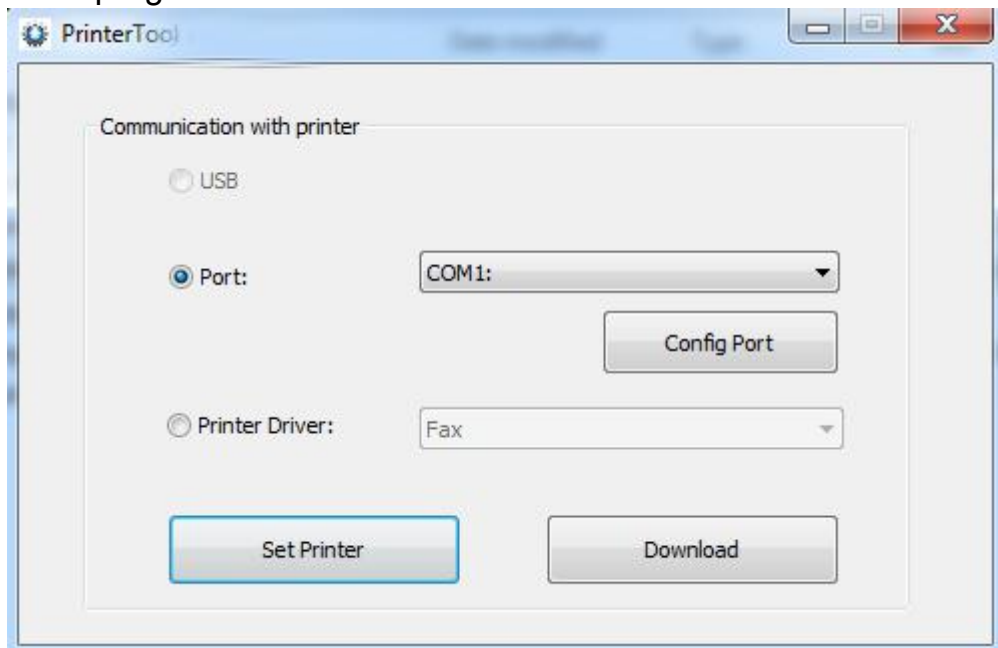 PrinterTool
Communication with printer
USB
Port: COM1:
Config Port
Printer Driver: Fax
Set Printer Download